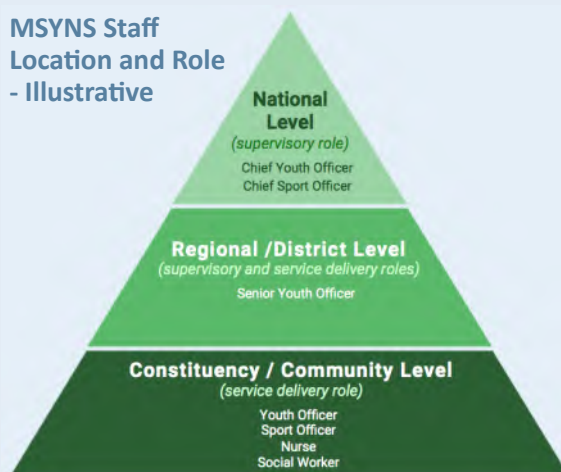 MSYNS Staff
Location and Role
- Illustrative
National
Level
(supervisory role)
Chief Youth Officer
Chief Sport Officer
Regional /District Level
(supervisory and service delivery roles)
Senior Youth Officer
Constituency / Community Level
(service delivery role)
Youth Officer
Sport Officer
Nurse
Social Worker